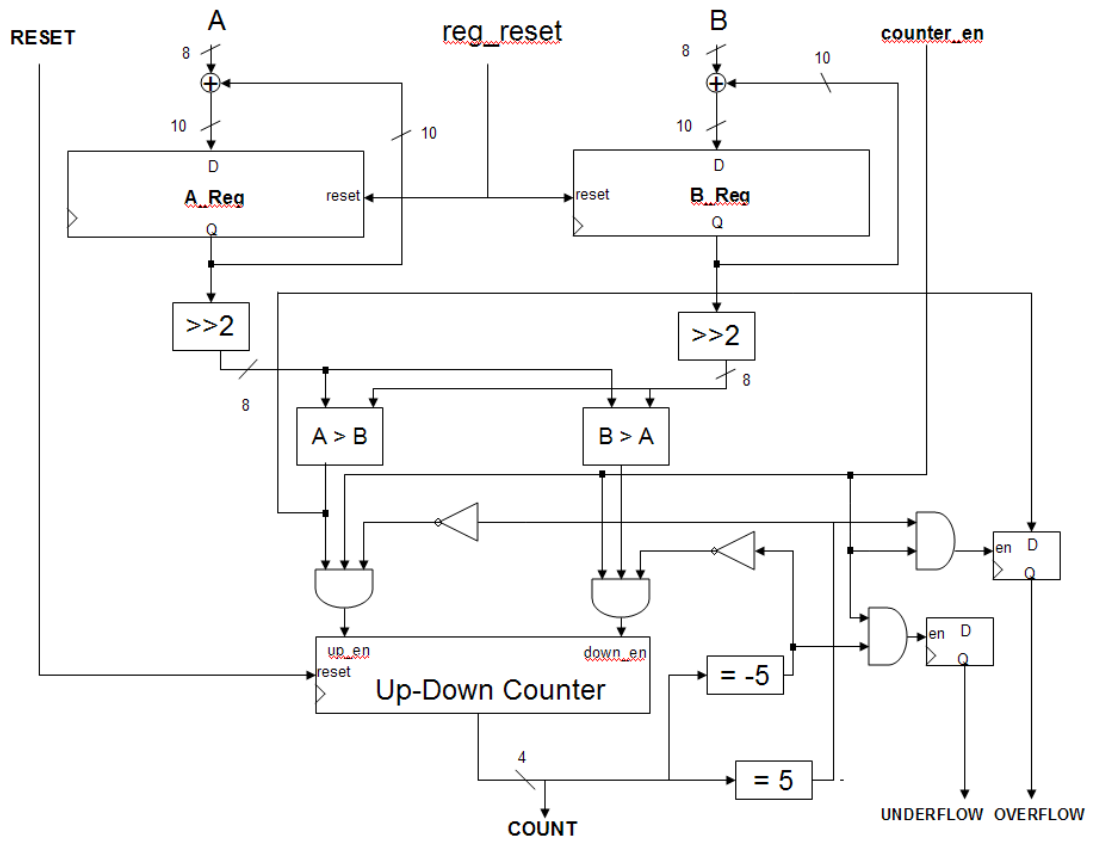 RESET
A
reg_reset
B
counter_en
8
8
10
10
10
10
D
A_Reg
reset
Q
D
reset
B_Reg
Q
>>2
>>2
8
8
A > B
B > A
en
D
Q
up_en
down_en
reset
Up-Down Counter
en
D
Q
= -5
4
= 5
-
COUNT
UNDERFLOW
OVERFLOW